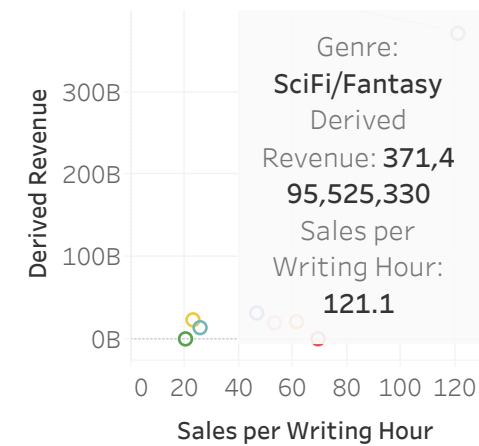 Derived Revenue
300B
200B
100B
0B
Genre:
SciFi/Fantasy
Derived
Revenue: 371,4
95,525,330
Sales per
Writing Hour:
121.1
0 20 40 60 80 100 120
Sales per Writing Hour